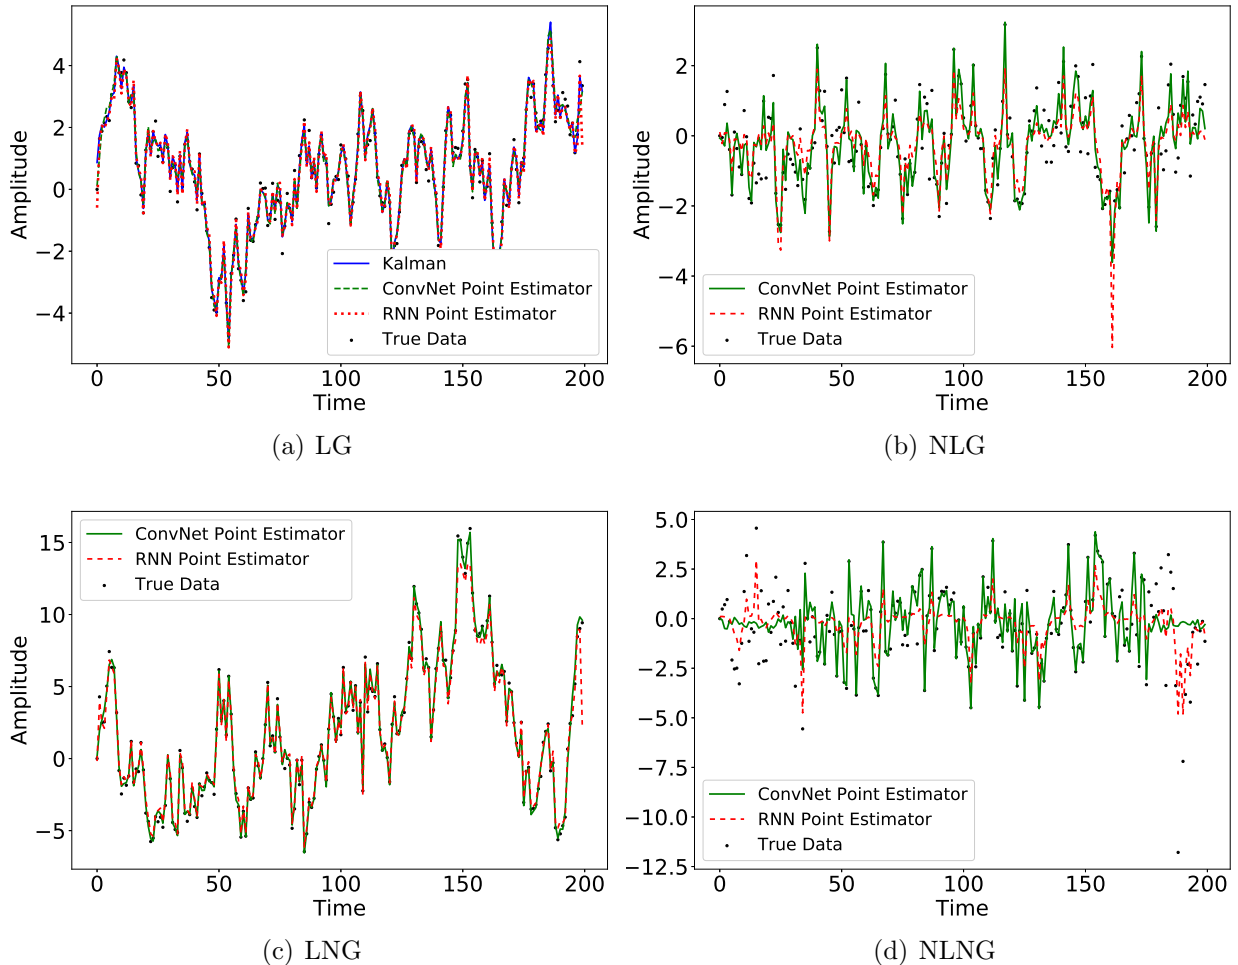 4
2
0
−2
−4
Amplitude
0
50
100
150
200
Time
Kalman
ConvNet Point Estimator
RNN Point Estimator
True Data
(a) LG
2
0
−2
−4
−6
Amplitude
0
50
100
150
200
Time
ConvNet Point Estimator
RNN Point Estimator
True Data
(b) NLG
15
10
5
0
−5
Amplitude
0
50
100
150
200
Time
ConvNet Point Estimator
RNN Point Estimator
True Data
(c) LNG
5.0
2.5
0.0
−2.5
−5.0
−7.5
−10.0
−12.5
0
50
100
150
200
Time
ConvNet Point Estimator
RNN Point Estimator
True Data
(d) NLNG